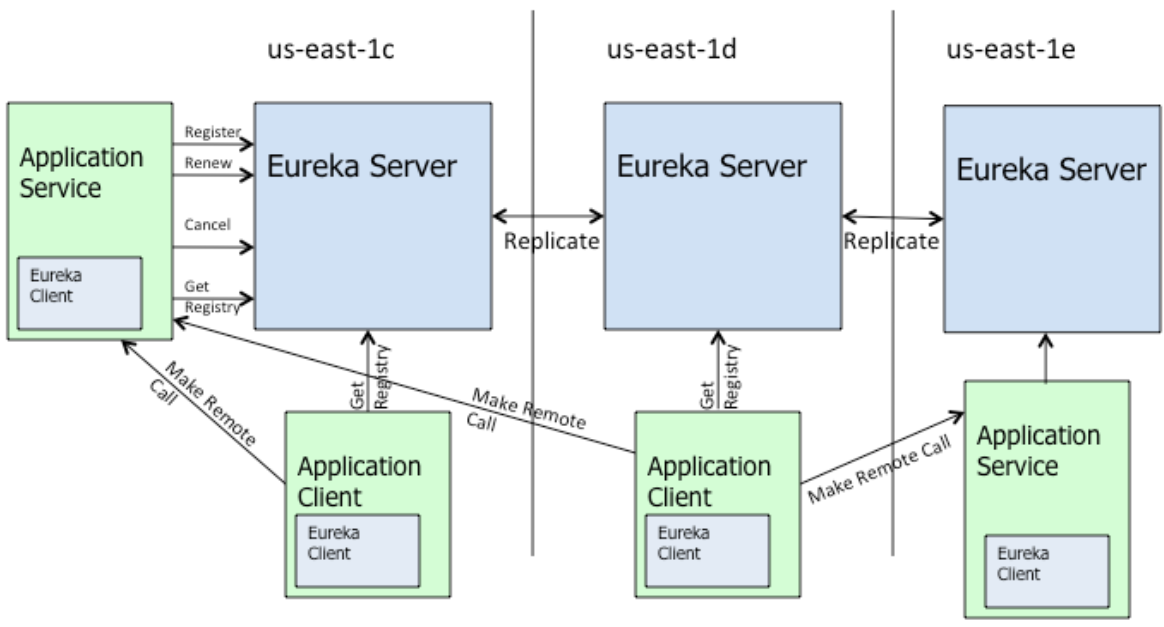 us-east-1c
us-east-1d
us-east-1e
Application
Service
Eureka
Client
Register
Renew
Cancel
Get
Registry
Eureka Server
Replicate
Eureka Server
Replicate
Eureka Server
Make Remote
Call
Get
Registry
Make Remote
Call
Get
Registry
Make Remote Call
Application
Client
Eureka
Client
Application
Client
Eureka
Client
Application
Service
Eureka
Client